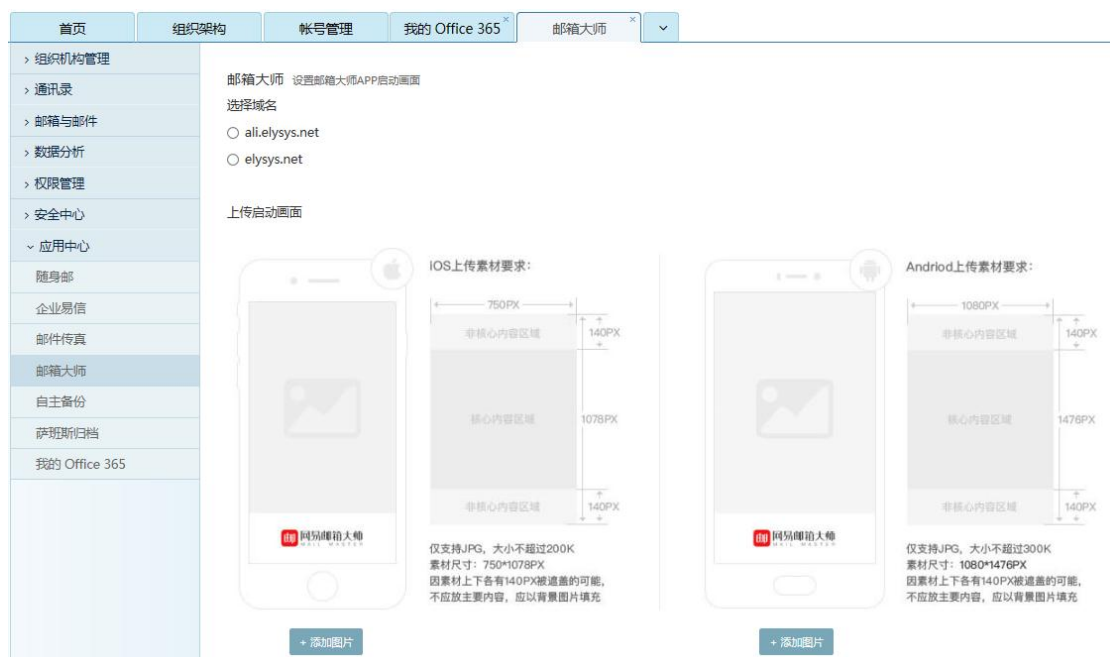 首页
组织架构
帐号管理
我的 Office 365
邮箱大师
组织机构管理
通讯录
邮箱与邮件
数据分析
权限管理
安全中心
应用中心
随身邮
企业易信
邮件传真
邮箱大师
自主备份
萨班斯归档
我的 Office 365
邮箱大师 设置邮箱大师APP启动画面
选择域名
ali.elysys.net
elysys.net
上传启动画面
iOS上传素材要求：
750PX
非核心内容区域
140PX
核心内容区域
1078PX
非核心内容区域
140PX
网易邮箱大师
MAIL MASTER
仅支持JPG，大小不超过200K
素材尺寸：750*1078PX
因素材上下各有140PX被遮盖的可能，
不应放主要内容，应以背景图片填充
+ 添加图片
Andriod上传素材要求：
1080PX
非核心内容区域
140PX
核心内容区域
1476PX
非核心内容区域
140PX
网易邮箱大师
MAIL MASTER
仅支持JPG，大小不超过300K
素材尺寸：1080*1476PX
因素材上下各有140PX被遮盖的可能，
不应放主要内容，应以背景图片填充
+ 添加图片